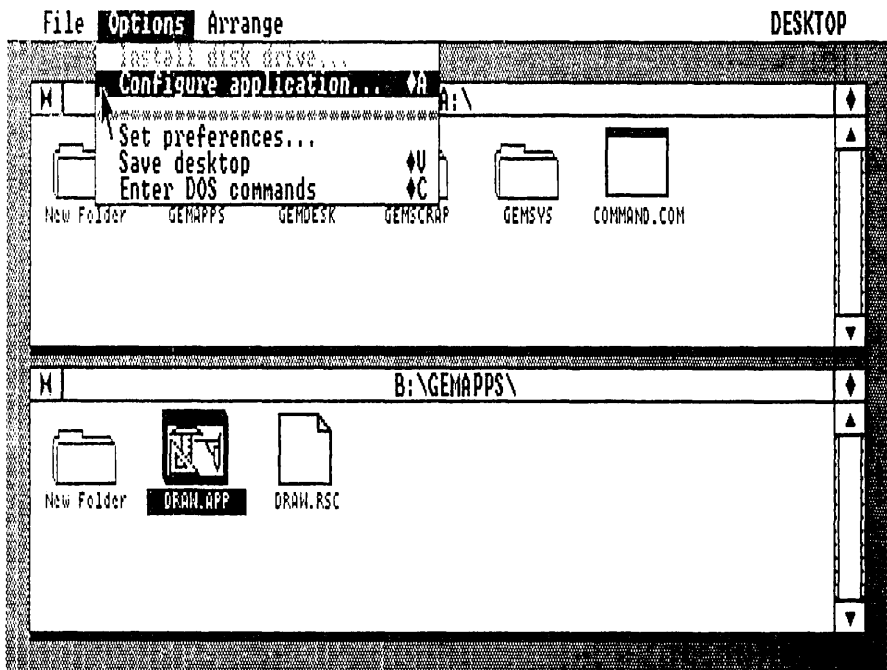 File Options Arrange DESKTOP
Install disk drive...
Configure application... ♦A
A:\
Set preferences...
Save desktop ♦V
Enter DOS commands ♦C
New Folder GEMAPPS GEMDESK GEMSCRAP GEMSYS COMMAND.COM
B:\GEMAPPS\
New Folder DRAW.APP DRAW.RSC